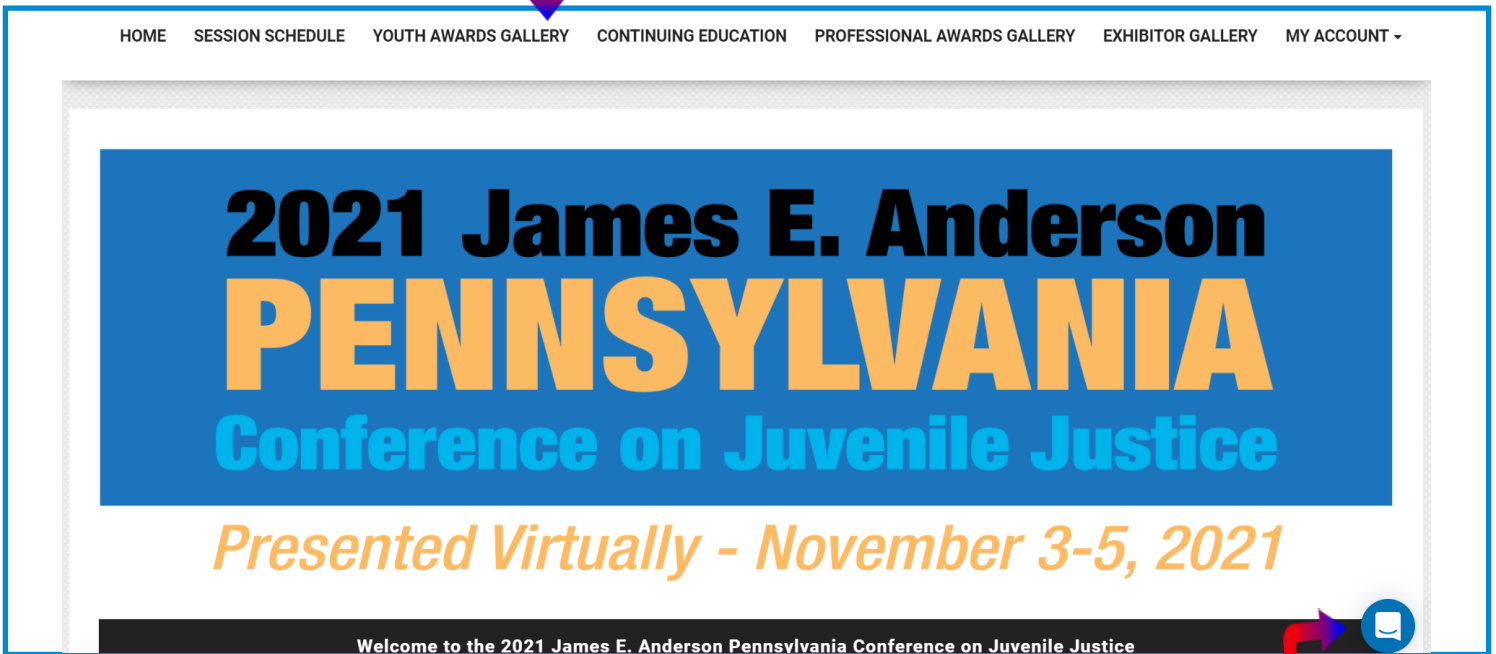 HOME SESSION SCHEDULE YOUTH AWARDS GALLERY CONTINUING EDUCATION PROFESSIONAL AWARDS GALLERY EXHIBITOR GALLERY MY ACCOUNT
2021 James E. Anderson
PENNSYLVANIA
Conference on Juvenile Justice
Presented Virtually - November 3-5, 2021
Welcome to the 2021 James E. Anderson Pennsylvania Conference on Juvenile Justice